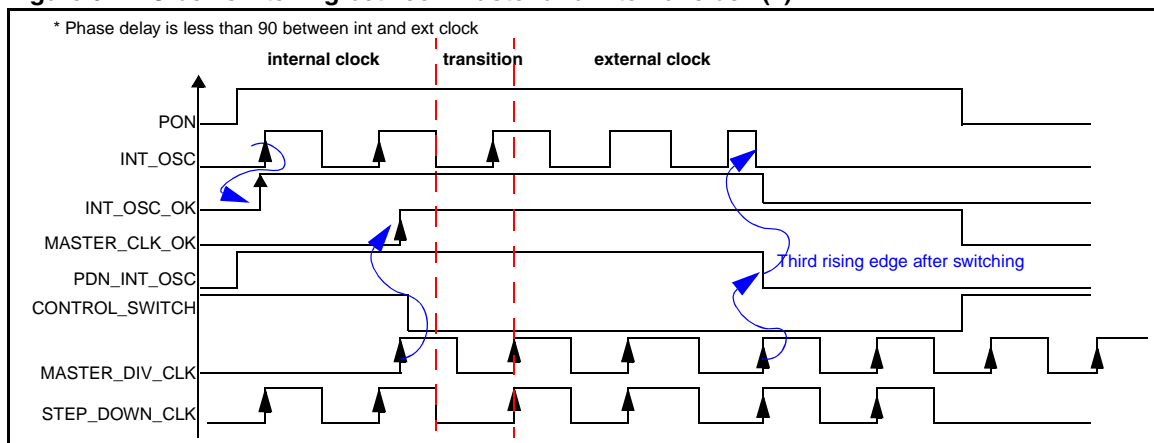 * Phase delay is less than 90 between int and ext clock
internal clock
transition
external clock
PON
INT_OSC
INT_OSC_OK
MASTER_CLK_OK
PDN_INT_OSC
Third rising edge after switching
CONTROL_SWITCH
MASTER_DIV_CLK
STEP_DOWN_CLK